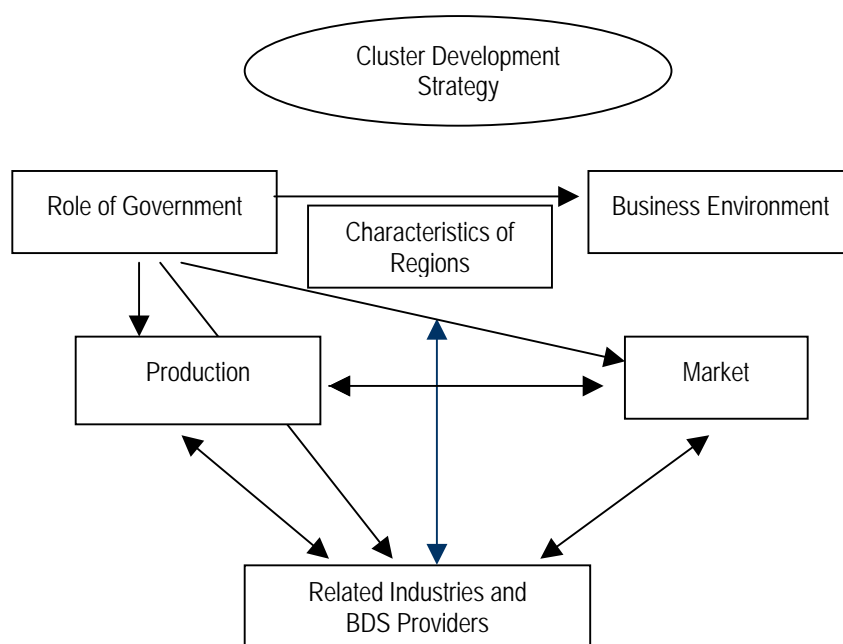 Cluster Development
Strategy
Role of Government
Business Environment
Characteristics of
Regions
Production
Market
Related Industries and
BDS Providers